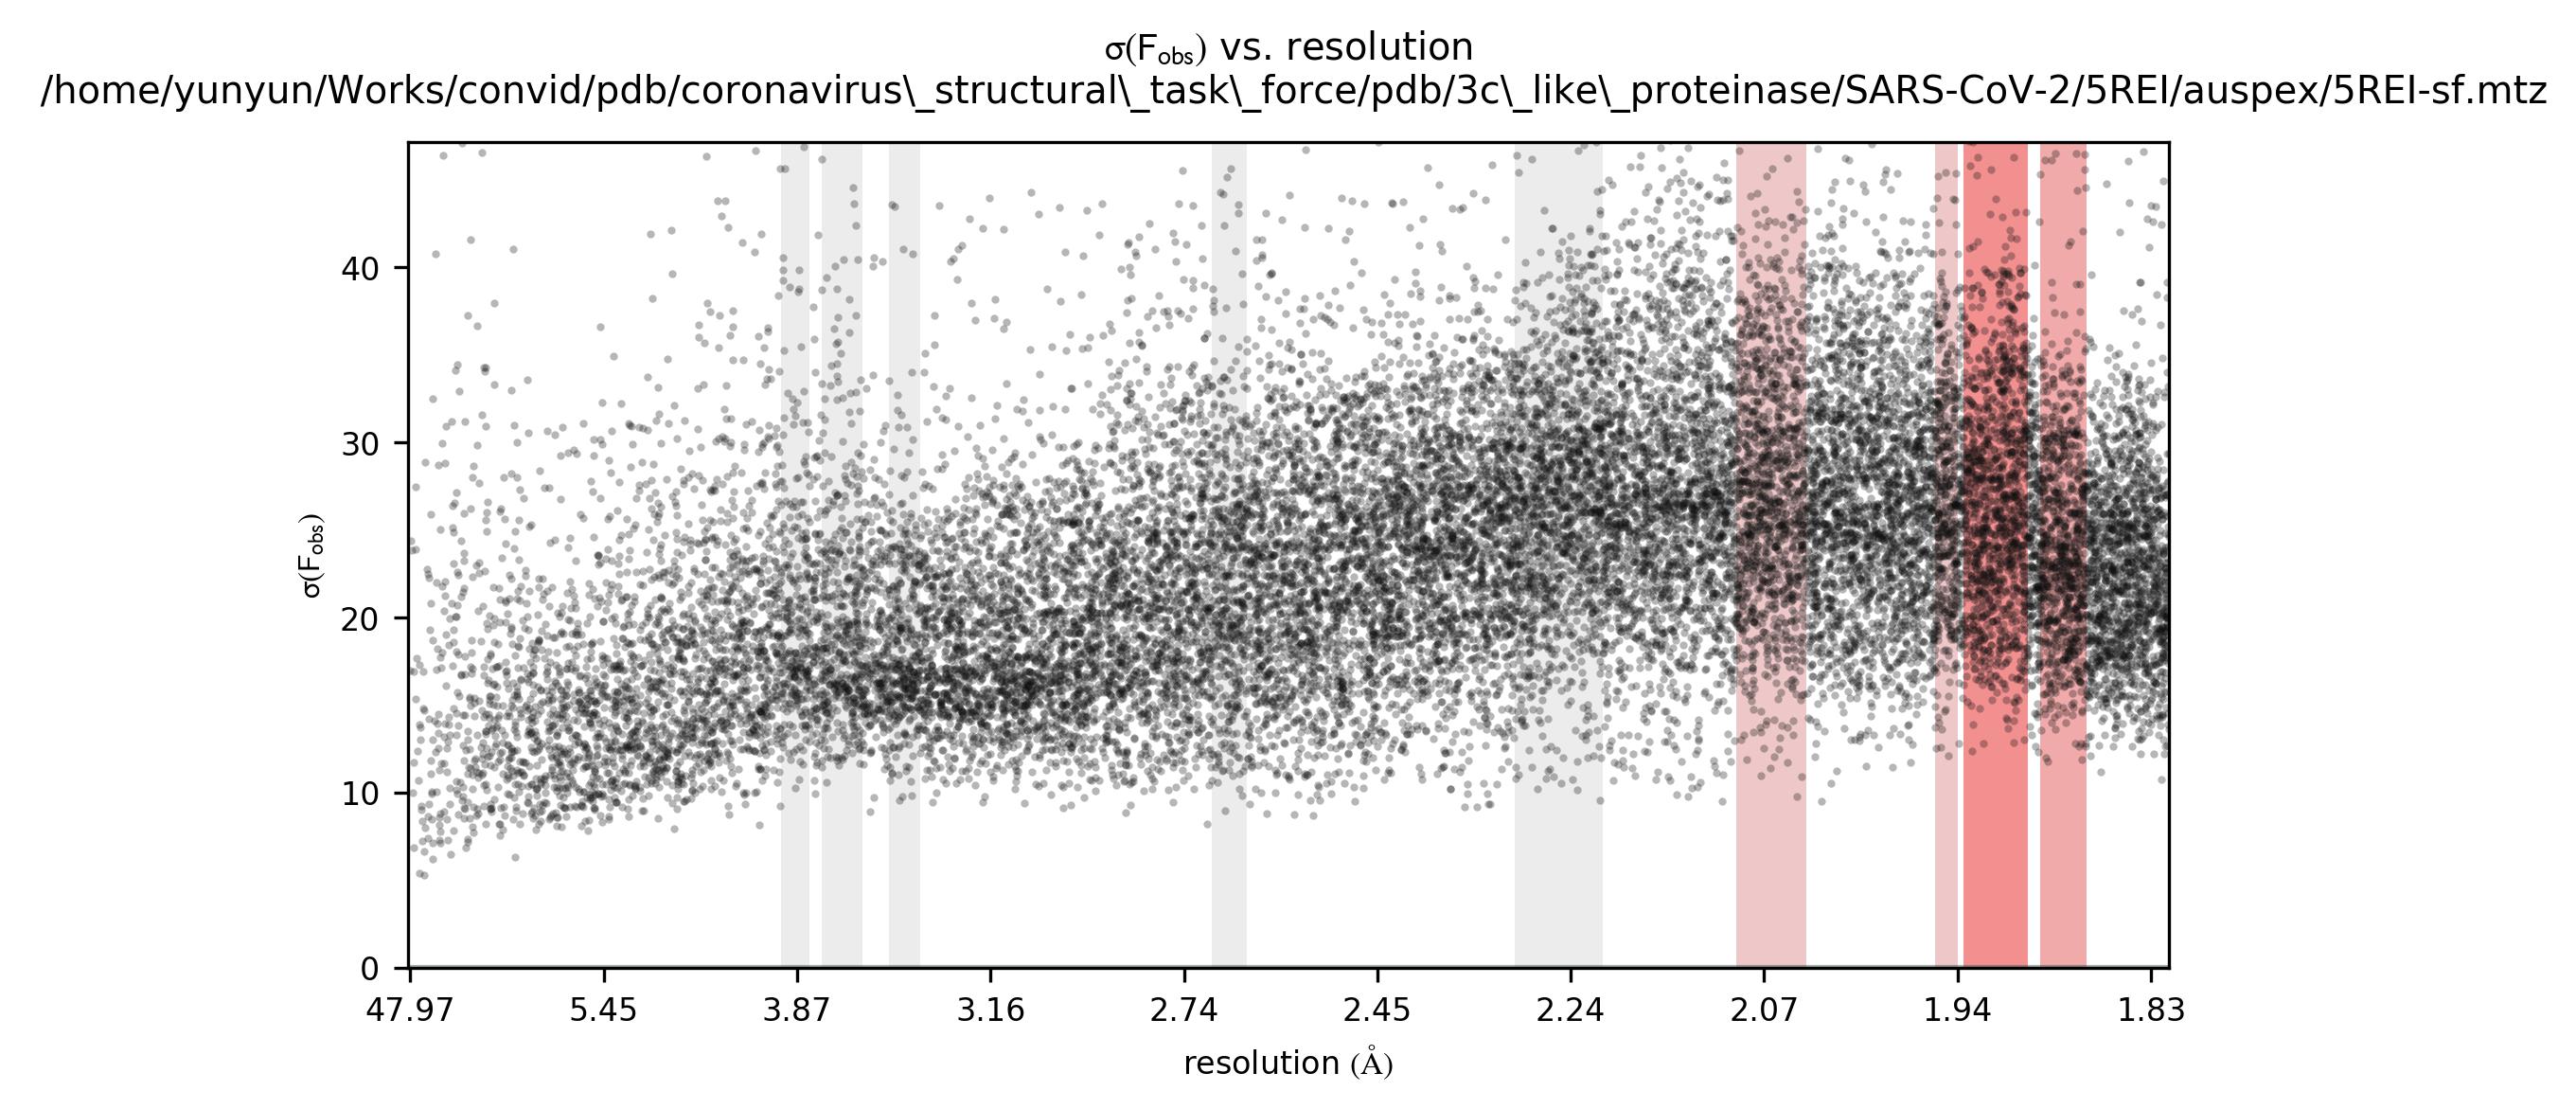 σ(Fobs) vs. resolution
/home/yunyun/Works/convid/pdb/coronavirus\_structural\_task\_force/pdb/3c\_like\_proteinase/SARS-CoV-2/5REI/auspex/5REI-sf.mtz
σ(Fobs)
40
30
20
10
0
47.97 5.45 3.87 3.16 2.74 2.45 2.24 2.07 1.94 1.83
resolution (Å)